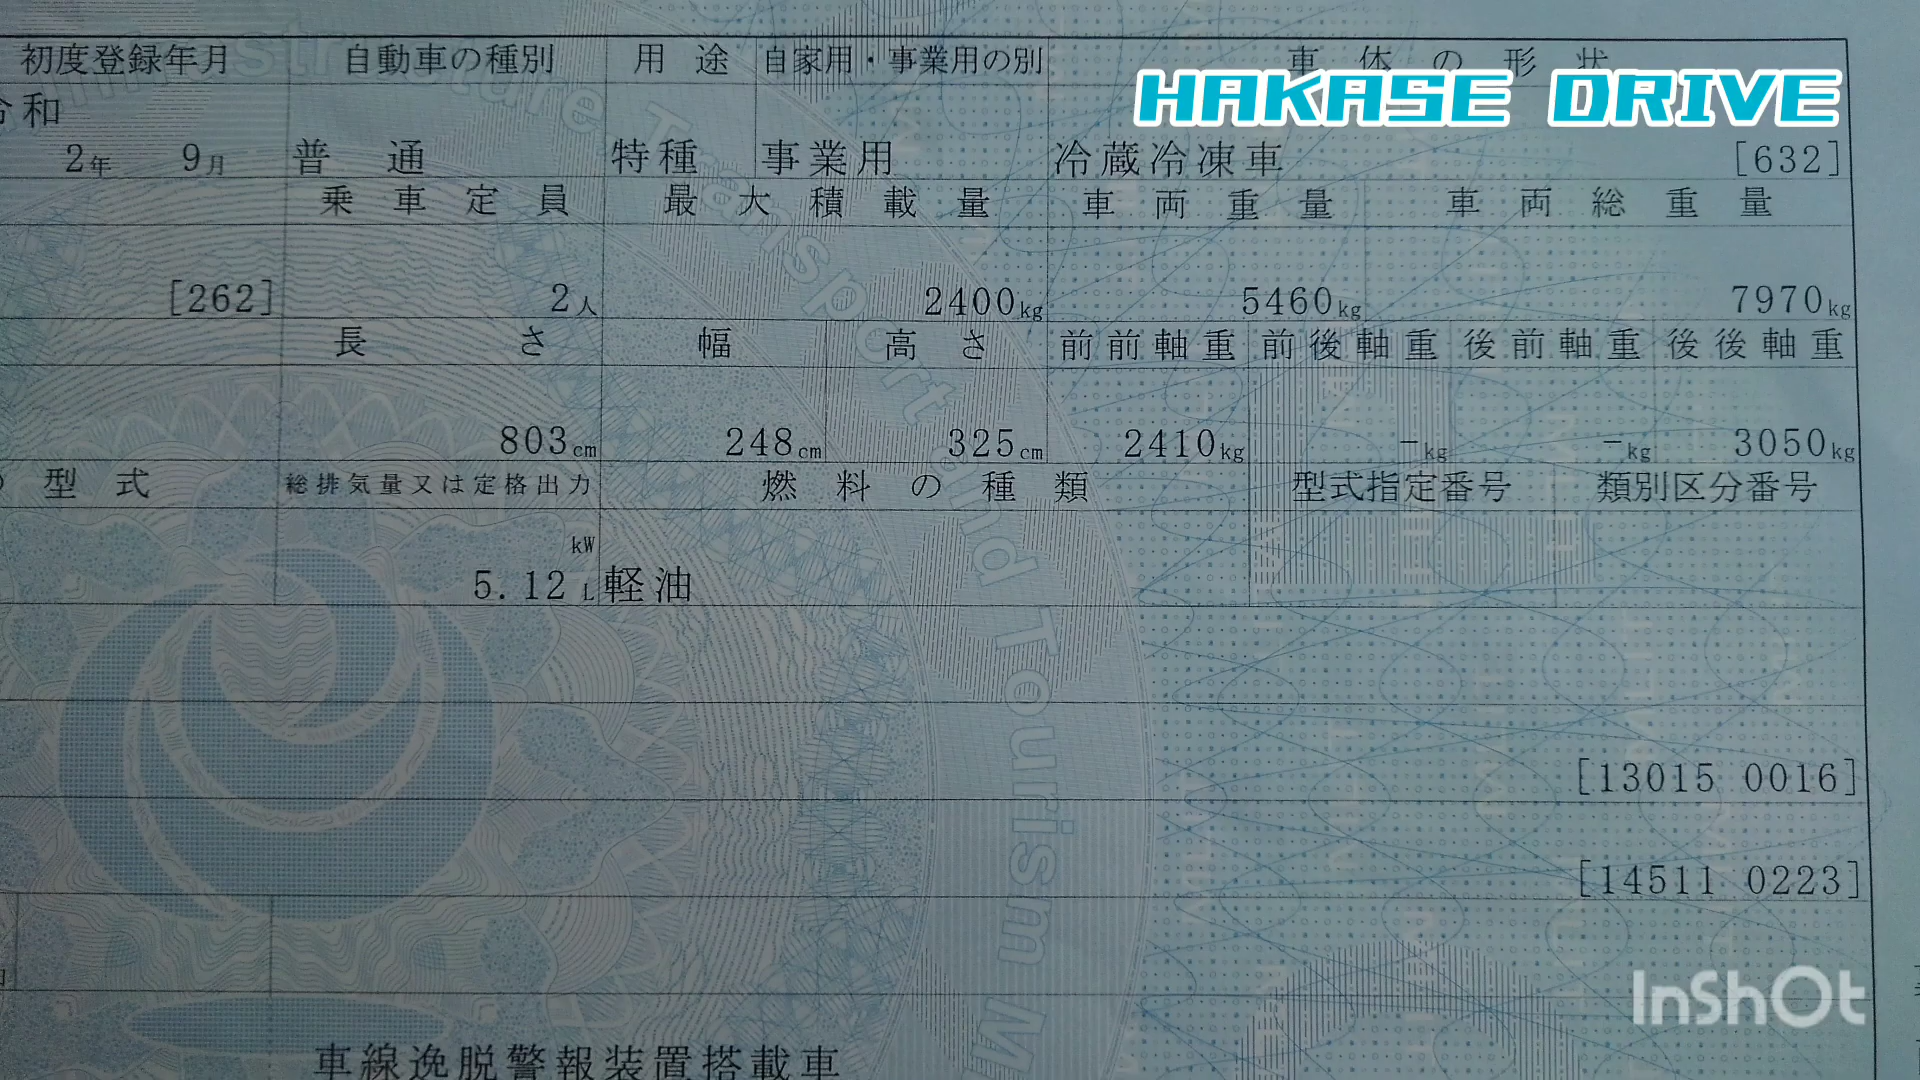 初度登録年月 自動車の種別 用途 自家用・事業用の別 車体の形状
HAKASE DRIVE
令和
2年 9月 普通 特種 事業用 冷蔵冷凍車 [632]
乗車定員 最大積載量 車両重量 車両総重量
[262] 2人 2400kg 5460kg 7970kg
長さ 幅 高さ 前前軸重 前後軸重 後前軸重 後後軸重
803cm 248cm 325cm 2410kg -kg -kg 3050kg
の型式 総排気量又は定格出力 燃料の種類 型式指定番号 類別区分番号
kW
5.12 L 軽油
[13015 0016]
[14511 0223]
車線逸脱警報装置搭載車
Transport and Tourism M
InShOt